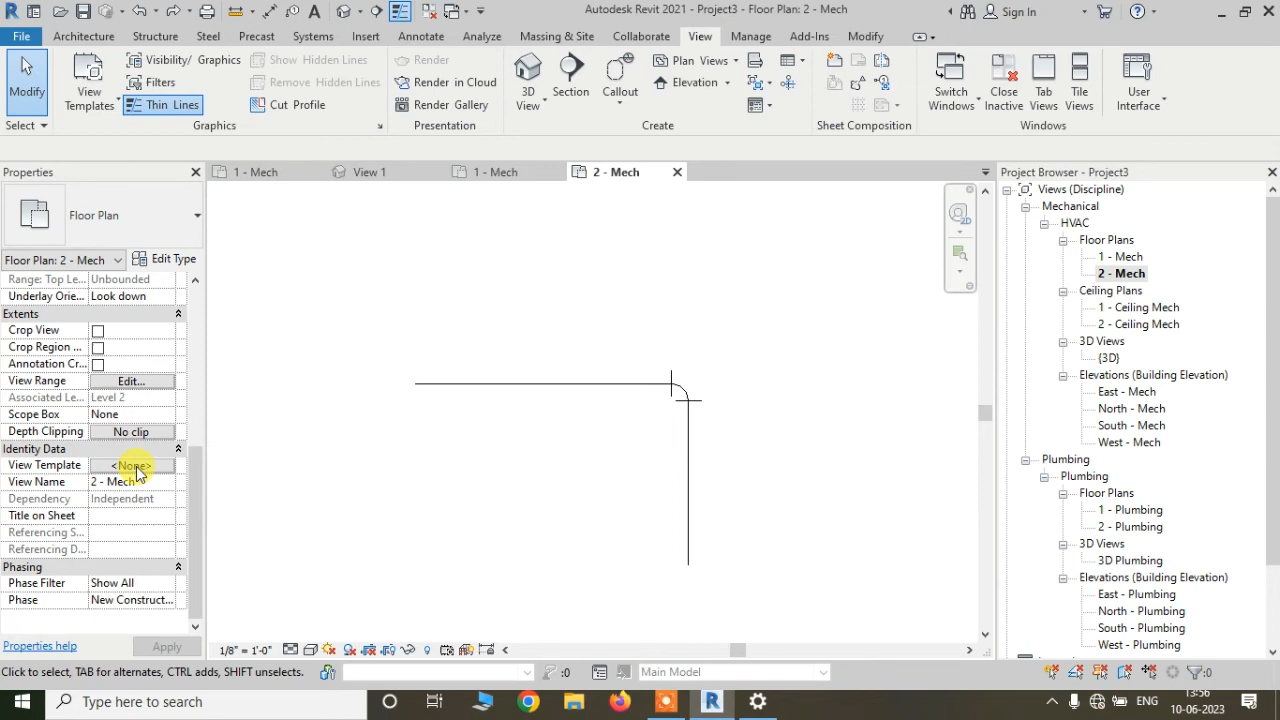 Autodesk Revit 2021 - Project3 - Floor Plan: 2 - Mech
Sign In
File Architecture Structure Steel Precast Systems Insert Annotate Analyze Massing & Site Collaborate View Manage Add-Ins Modify
Modify
Select
View
Templates
Visibility/ Graphics
Filters
Thin Lines
Show Hidden Lines
Remove Hidden Lines
Cut Profile
Graphics
Render
Render in Cloud
Render Gallery
Presentation
3D
View
Section
Callout
Plan Views
Elevation
Create
Sheet Composition
Switch
Windows
Close
Inactive
Tab
Views
Tile
Views
Windows
User
Interface
Properties
Floor Plan
Floor Plan: 2 - Mech
Edit Type
Range: Top Le... Unbounded
Underlay Orie... Look down
Extents
Crop View
Crop Region ...
Annotation Cr...
View Range Edit...
Associated Le... Level 2
Scope Box None
Depth Clipping No clip
Identity Data
View Template <None>
View Name 2 - Mech
Dependency Independent
Title on Sheet
Referencing S...
Referencing D...
Phasing
Phase Filter Show All
Phase New Construct...
Properties help
Apply
1 - Mech View 1 1 - Mech 2 - Mech
2D
1/8" = 1'-0"
Project Browser - Project3
Views (Discipline)
Mechanical
HVAC
Floor Plans
1 - Mech
2 - Mech
Ceiling Plans
1 - Ceiling Mech
2 - Ceiling Mech
3D Views
{3D}
Elevations (Building Elevation)
East - Mech
North - Mech
South - Mech
West - Mech
Plumbing
Plumbing
Floor Plans
1 - Plumbing
2 - Plumbing
3D Views
3D Plumbing
Elevations (Building Elevation)
East - Plumbing
North - Plumbing
South - Plumbing
West - Plumbing
Click to select, TAB for alternates, CTRL adds, SHIFT unselects.
:0
Main Model
:0
Type here to search
ENG
13:56
10-06-2023